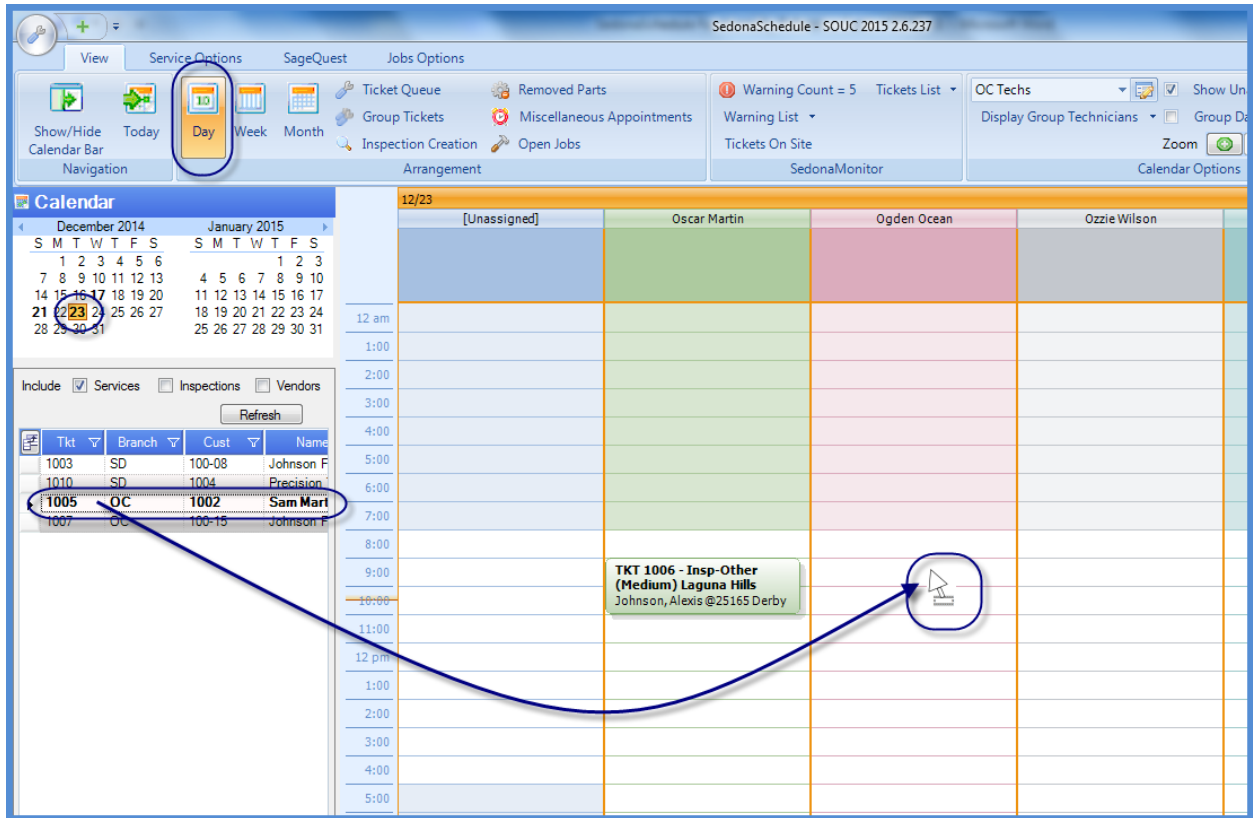 SedonaSchedule - SOUC 2015 2.6.237
View Service Options SageQuest Jobs Options
Show/Hide Calendar Bar
Today
Navigation
10
Day
Week
Month
Ticket Queue
Group Tickets
Inspection Creation
Removed Parts
Miscellaneous Appointments
Open Jobs
Arrangement
Warning Count = 5 Tickets List
Warning List
Tickets On Site
SedonaMonitor
OC Techs Show Un
Display Group Technicians Group Da
Zoom
Calendar Options
Calendar
December 2014
S M T W T F S
1 2 3 4 5 6
7 8 9 10 11 12 13
14 15 16 17 18 19 20
21 22 23 24 25 26 27
28 29 30 31
January 2015
S M T W T F S
1 2 3
4 5 6 7 8 9 10
11 12 13 14 15 16 17
18 19 20 21 22 23 24
25 26 27 28 29 30 31
Include Services Inspections Vendors
Refresh
Tkt Branch Cust Name
1003 SD 100-08 Johnson F
1010 SD 1004 Precision
1005 OC 1002 Sam Mart
1007 OC 100-15 Johnson F
12/23
[Unassigned] Oscar Martin Ogden Ocean Ozzie Wilson
12 am
1:00
2:00
3:00
4:00
5:00
6:00
7:00
8:00
9:00
10:00
11:00
12 pm
1:00
2:00
3:00
4:00
5:00
TKT 1006 - Insp-Other
(Medium) Laguna Hills
Johnson, Alexis @25165 Derby